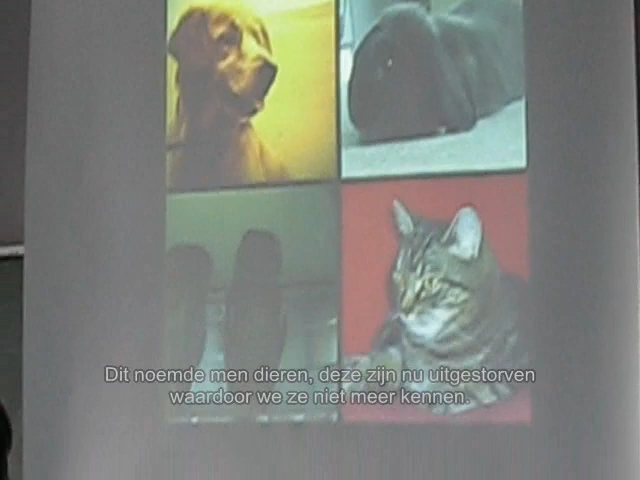 Dit noemde men dieren, deze zijn nu uitgestorven
waardoor we ze niet meer kennen.